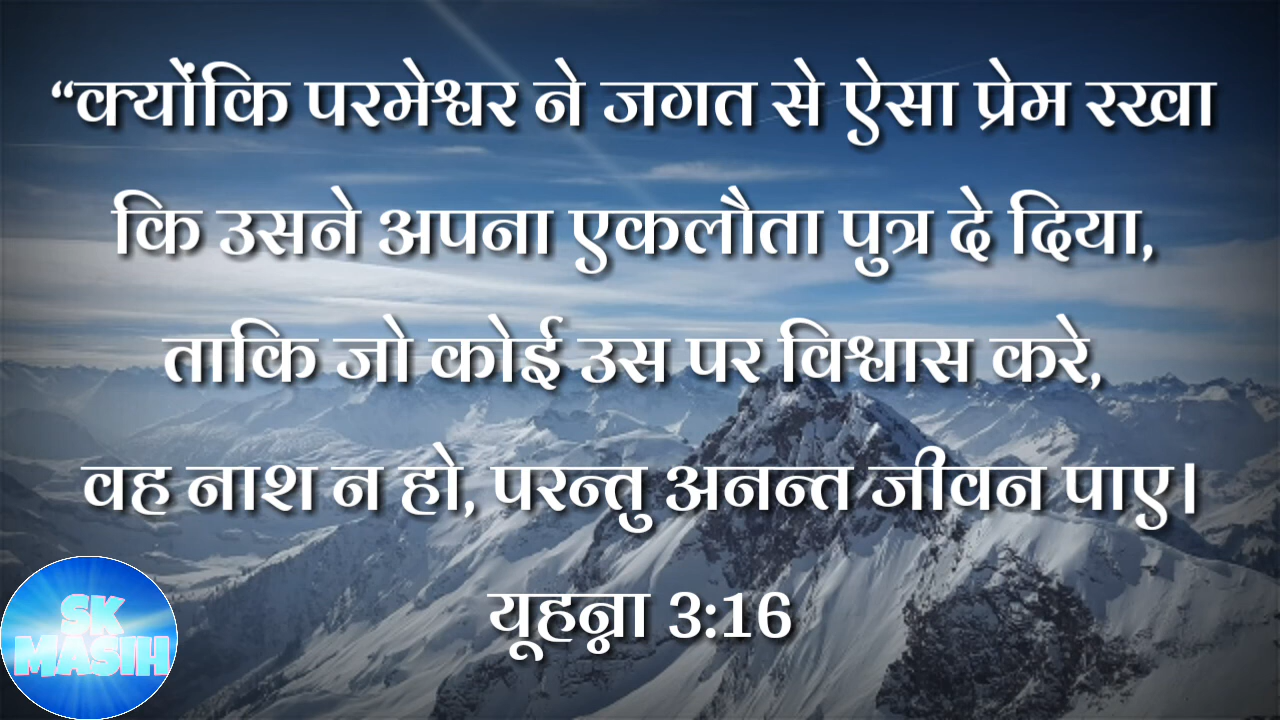 “क्योंकि परमेश्वर ने जगत से ऐसा प्रेम रखा
कि उसने अपना एकलौता पुत्र दे दिया,
ताकि जो कोई उस पर विश्वास करे,
वह नाश न हो, परन्तु अनन्त जीवन पाए।
यूहन्ना 3:16
SK
MASIH